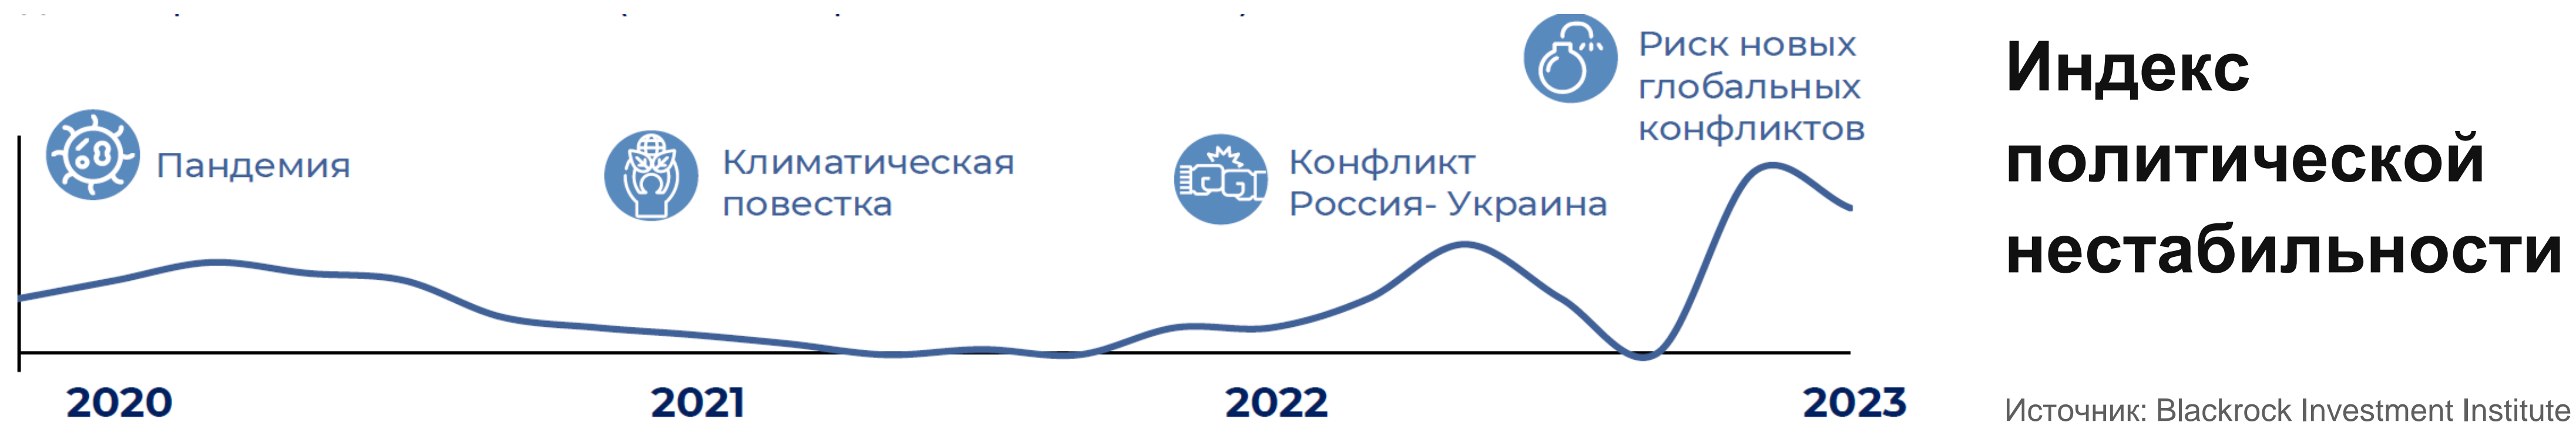 Пандемия
Климатическая
повестка
Конфликт
Россия- Украина
Риск новых
глобальных
конфликтов
2020
2021
2022
2023
Индекс
политической
нестабильности
Источник: Blackrock Investment Institute